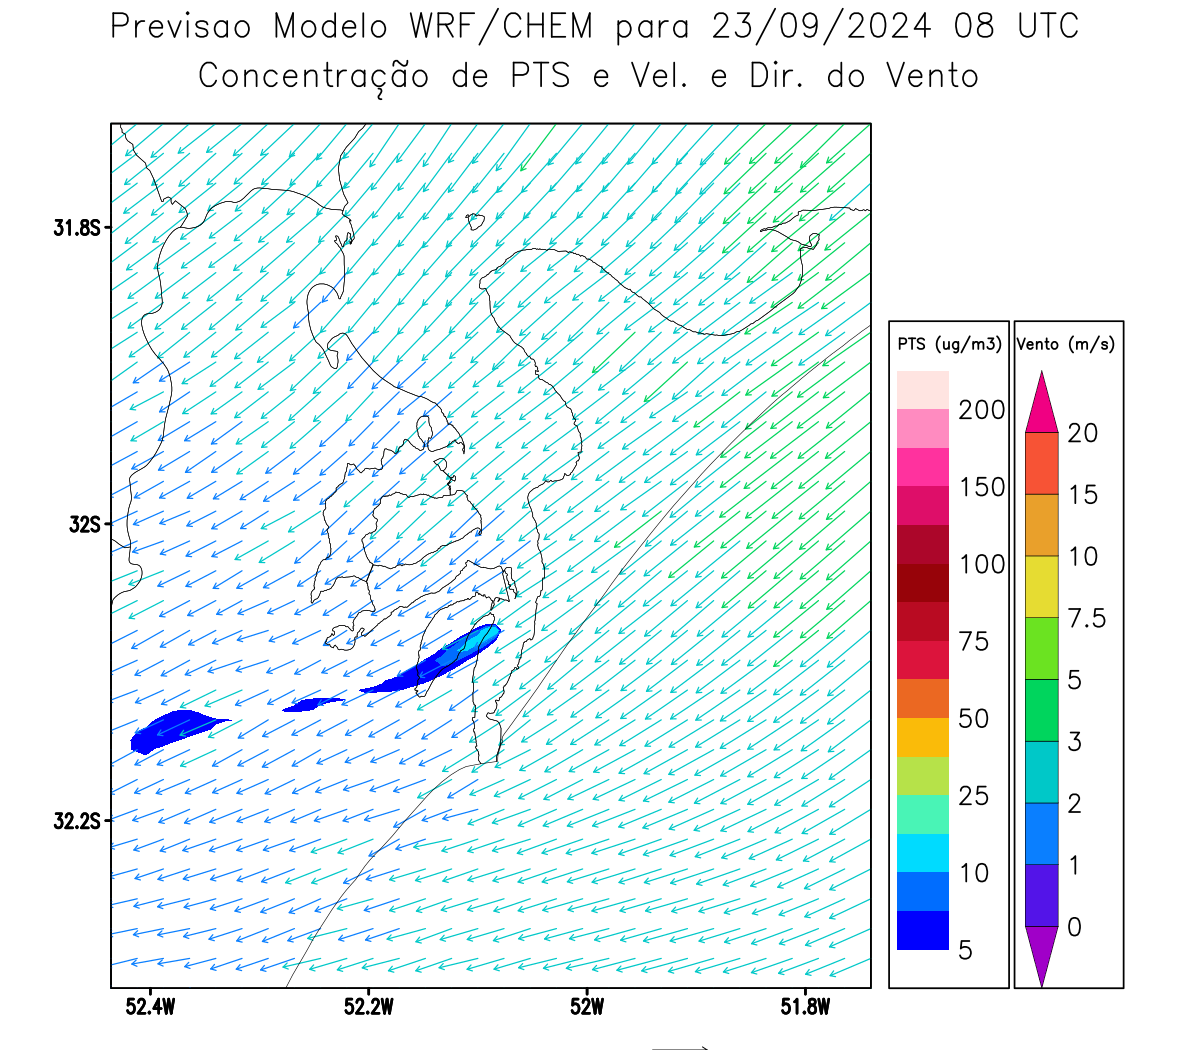 Previsao Modelo WRF/CHEM para 23/09/2024 08 UTC
Concentração de PTS e Vel. e Dir. do Vento
31.8S
32S
32.2S
52.4W 52.2W 52W 51.8W
PTS (ug/m3)
200
150
100
75
50
25
10
5
Vento (m/s)
20
15
10
7.5
5
3
2
1
0